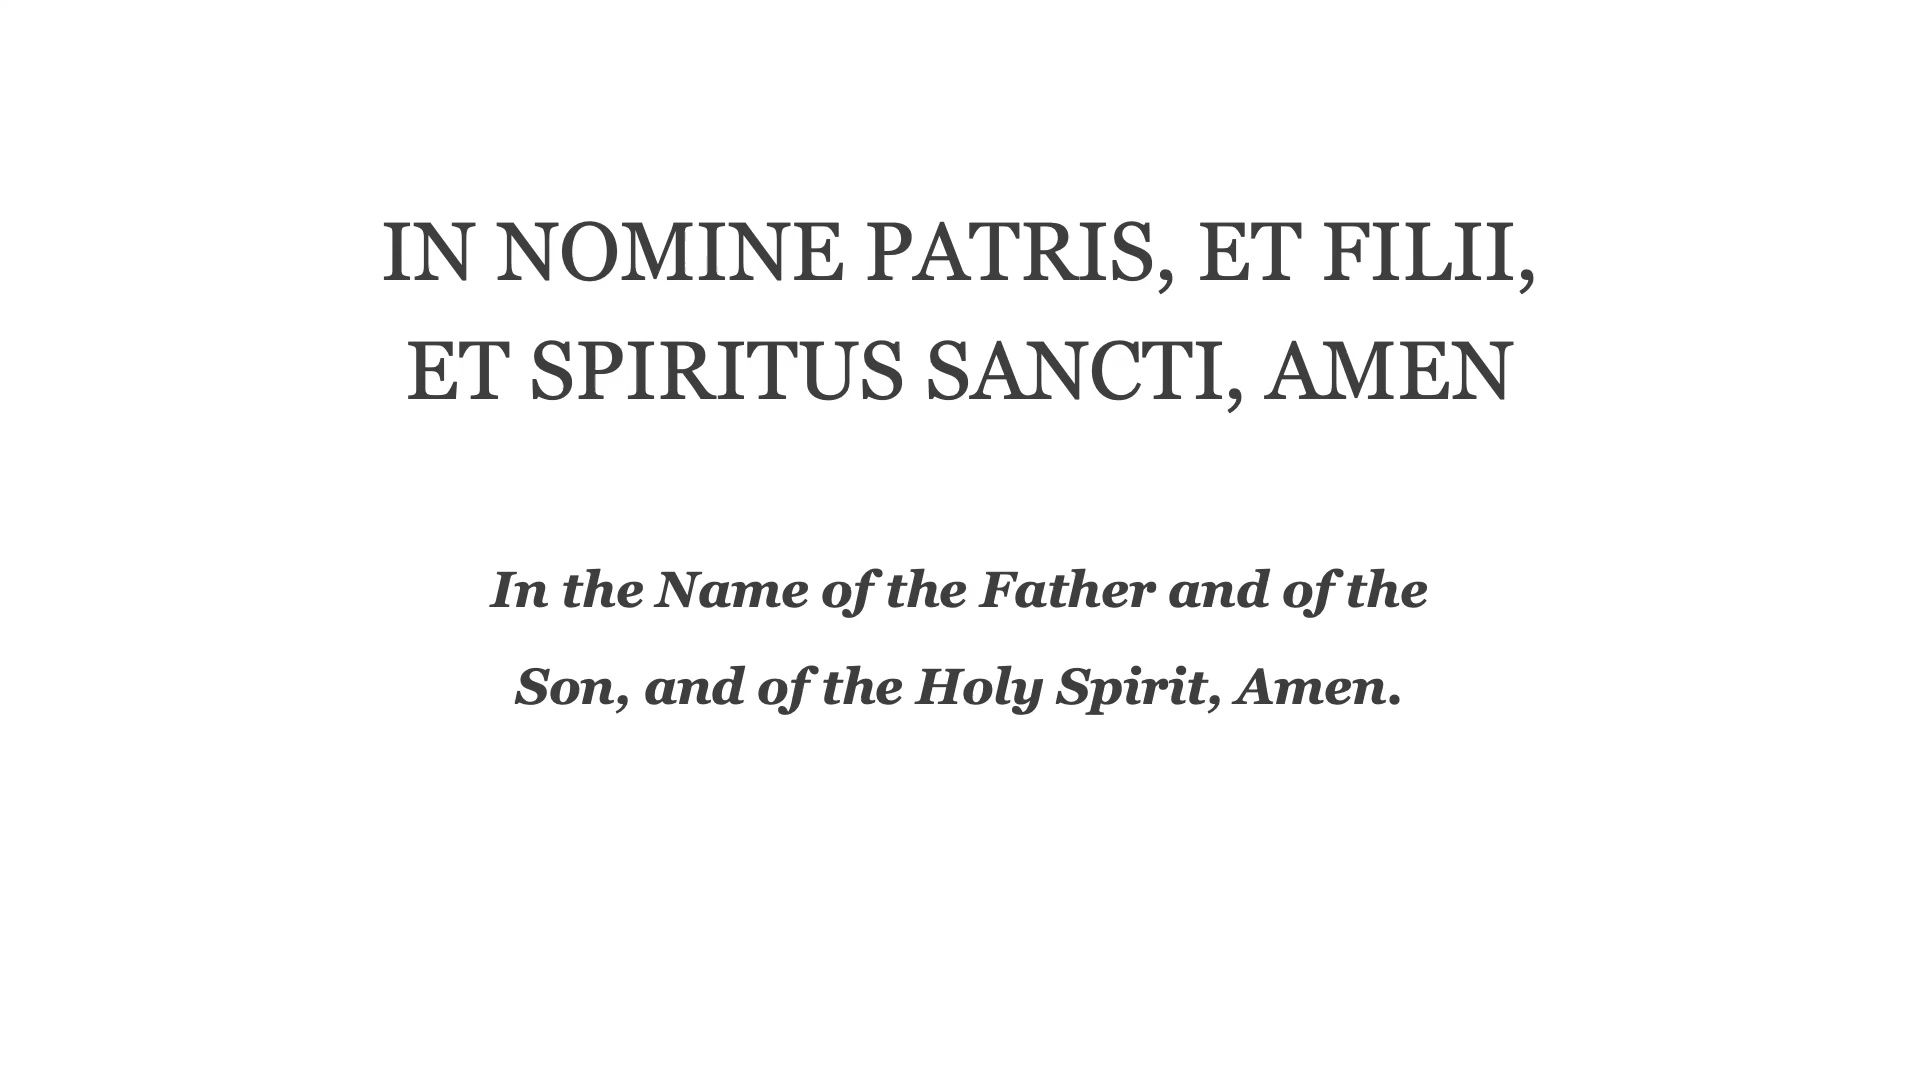 IN NOMINE PATRIS, ET FILII,
ET SPIRITUS SANCTI, AMEN
In the Name of the Father and of the
Son, and of the Holy Spirit, Amen.